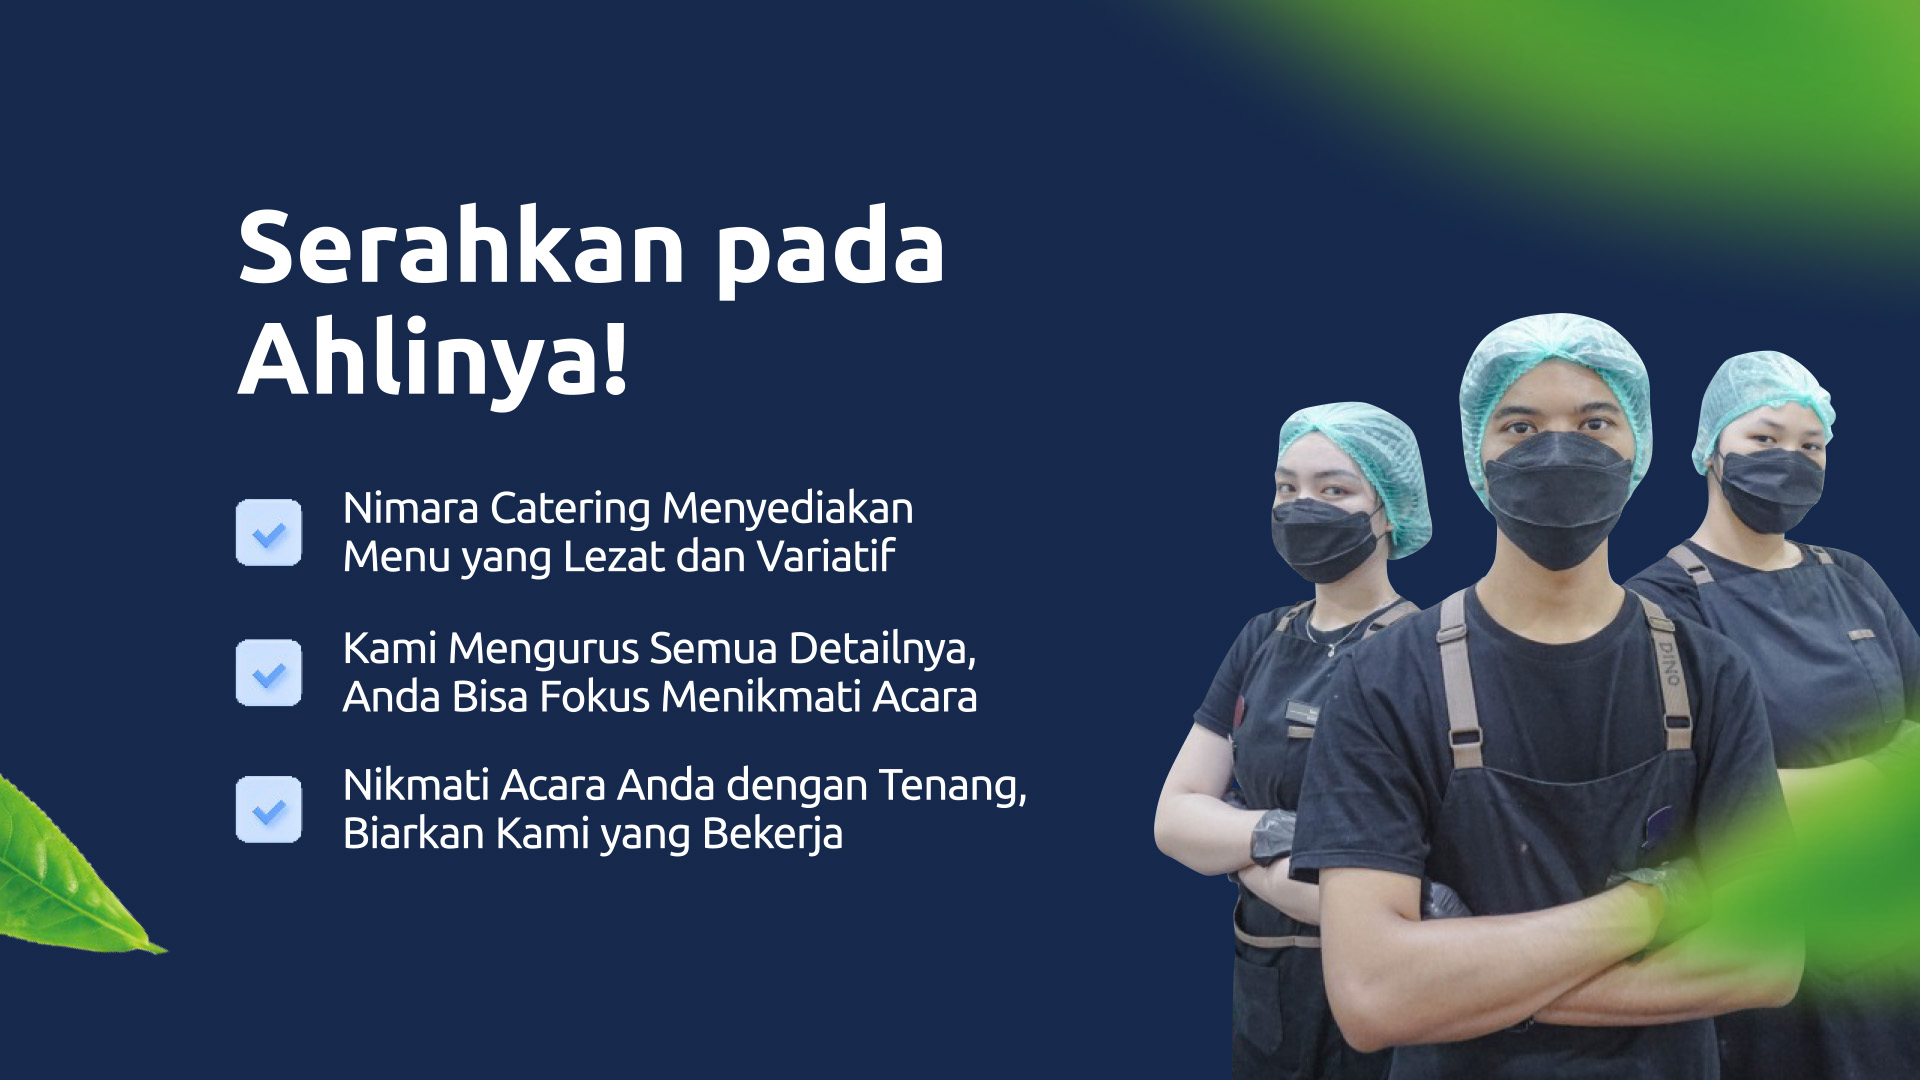 Serahkan pada
Ahlinya!
Nimara Catering Menyediakan
Menu yang Lezat dan Variatif
Kami Mengurus Semua Detailnya,
Anda Bisa Fokus Menikmati Acara
Nikmati Acara Anda dengan Tenang,
Biarkan Kami yang Bekerja
DINO